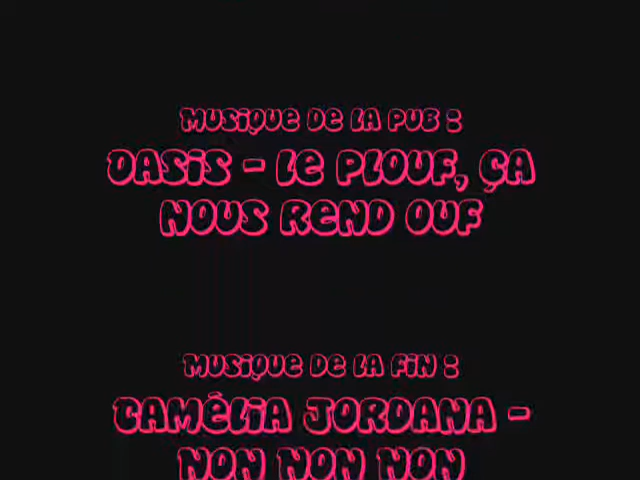 Musique de la pub :
Oasis - Le plouf, ça
nous rend ouf
Musique de la fin :
Camélia Jordana -
Non Non Non